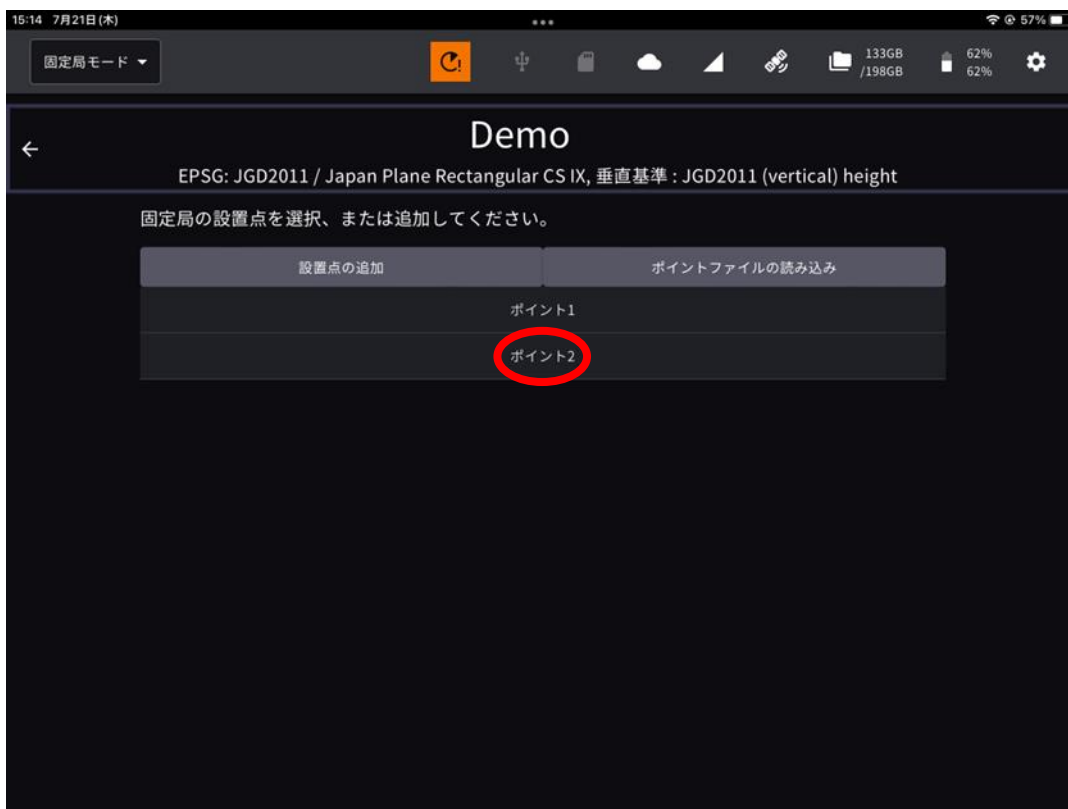 15:14 7月21日(木)
57%
固定局モード
133GB
/198GB
62%
62%
Demo
EPSG: JGD2011 / Japan Plane Rectangular CS IX, 垂直基準 : JGD2011 (vertical) height
固定局の設置点を選択、または追加してください。
設置点の追加
ポイントファイルの読み込み
ポイント1
ポイント2